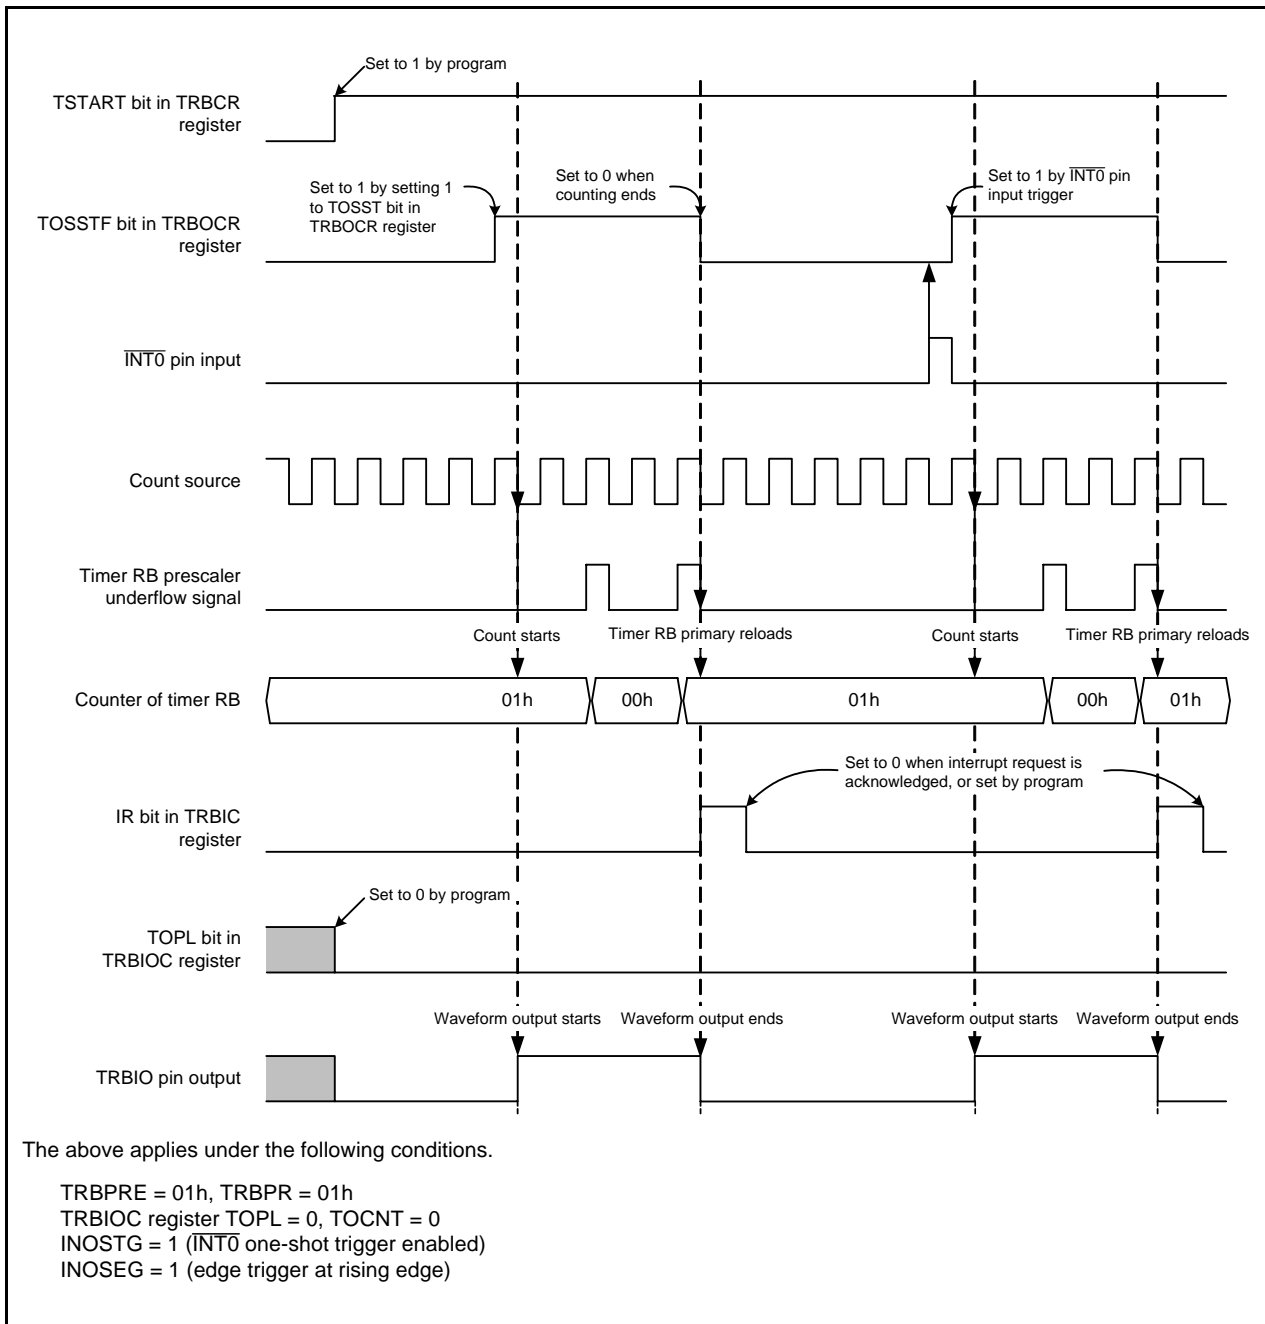 Set to 1 by program
TSTART bit in TRBCR
register
Set to 1 by setting 1
to TOSST bit in
TRBOCR register
Set to 0 when
counting ends
Set to 1 by INT0 pin
input trigger
TOSSTF bit in TRBOCR
register
INT0 pin input
Count source
Timer RB prescaler
underflow signal
Count starts
Timer RB primary reloads
Count starts
Timer RB primary reloads
Counter of timer RB
01h
00h
01h
00h
01h
Set to 0 when interrupt request is
acknowledged, or set by program
IR bit in TRBIC
register
Set to 0 by program
TOPL bit in
TRBIOC register
Waveform output starts
Waveform output ends
Waveform output starts
Waveform output ends
TRBIO pin output
The above applies under the following conditions.
TRBPRE = 01h, TRBPR = 01h
TRBIOC register TOPL = 0, TOCNT = 0
INOSTG = 1 (INT0 one-shot trigger enabled)
INOSEG = 1 (edge trigger at rising edge)